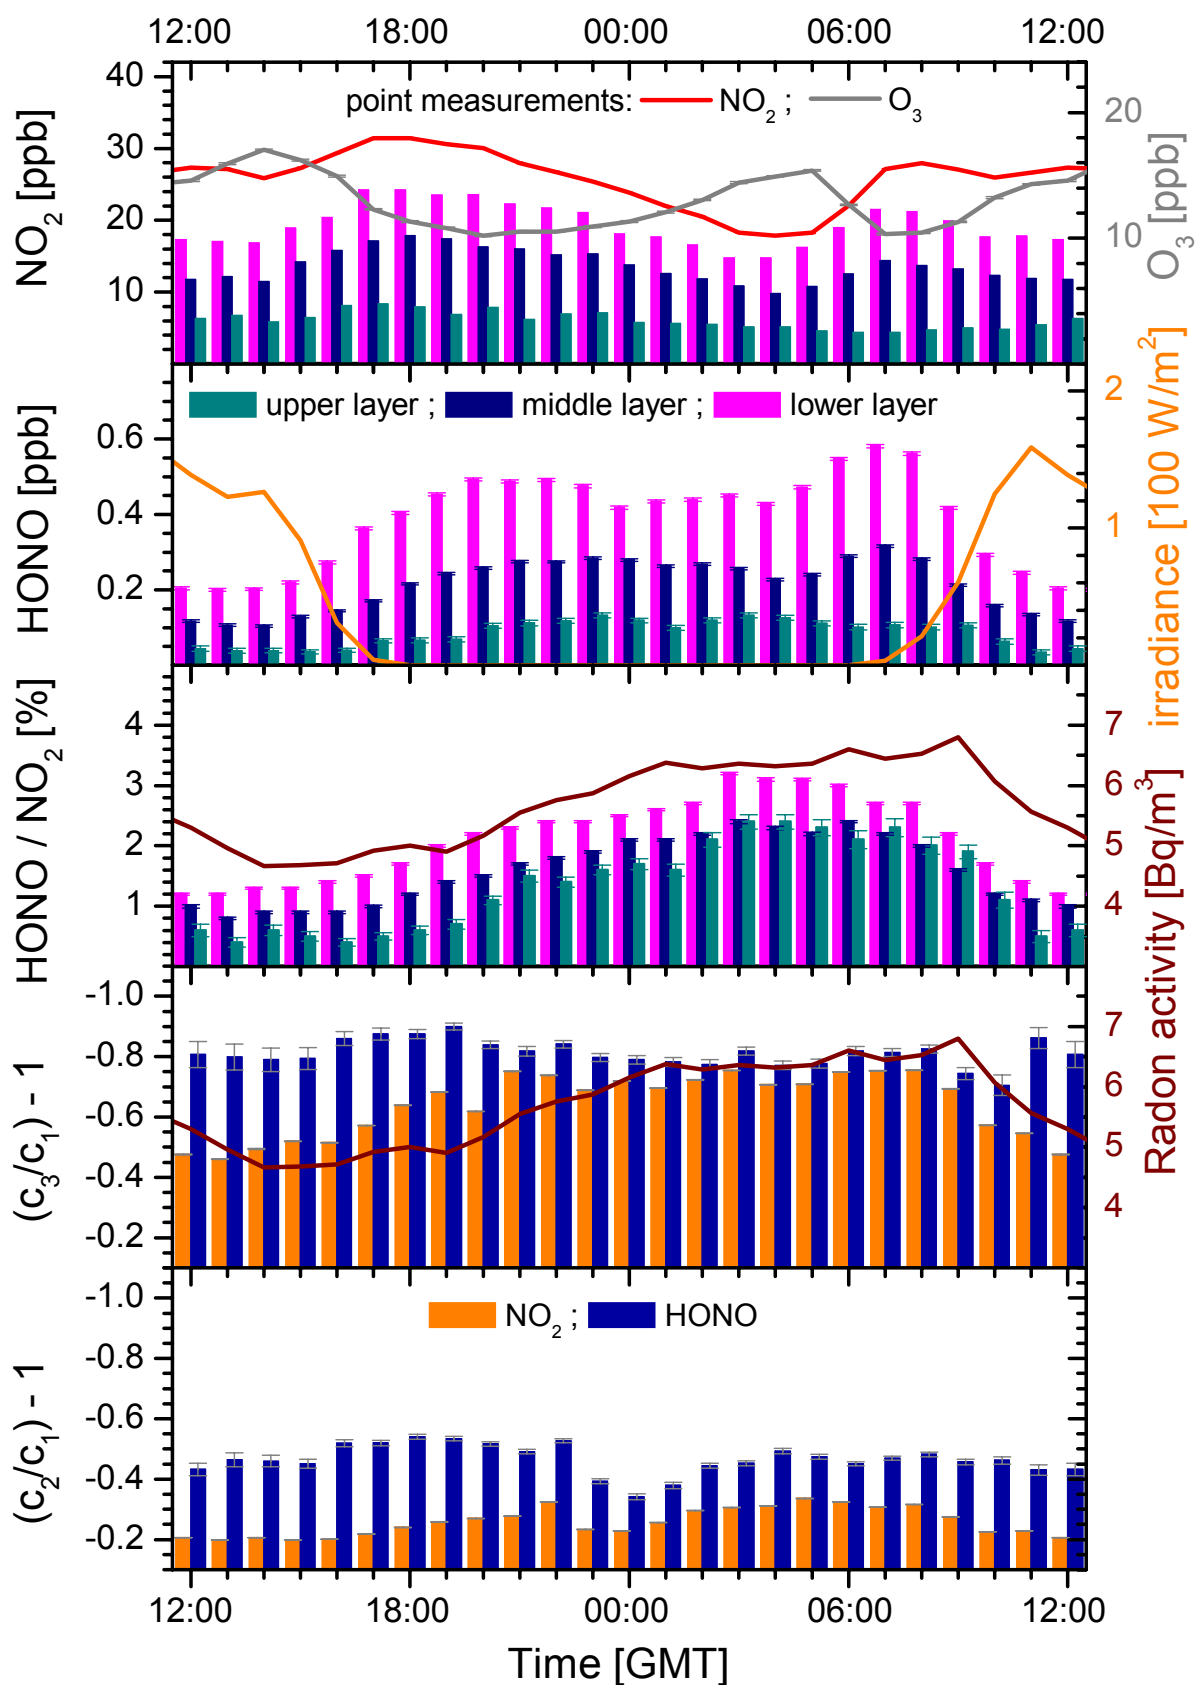 12:00 18:00 00:00 06:00 12:00
point measurements: NO₂ ; O₃
NO₂ [ppb]
40
30
20
10
O₃ [ppb]
20
10
upper layer ; middle layer ; lower layer
HONO [ppb]
0.6
0.4
0.2
irradiance [100 W/m²]
2
1
HONO / NO₂ [%]
4
3
2
1
Radon activity [Bq/m³]
7
6
5
4
(c₃/c₁) - 1
-1.0
-0.8
-0.6
-0.4
-0.2
7
6
5
4
NO₂ ; HONO
(c₂/c₁) - 1
-1.0
-0.8
-0.6
-0.4
-0.2
12:00 18:00 00:00 06:00 12:00
Time [GMT]